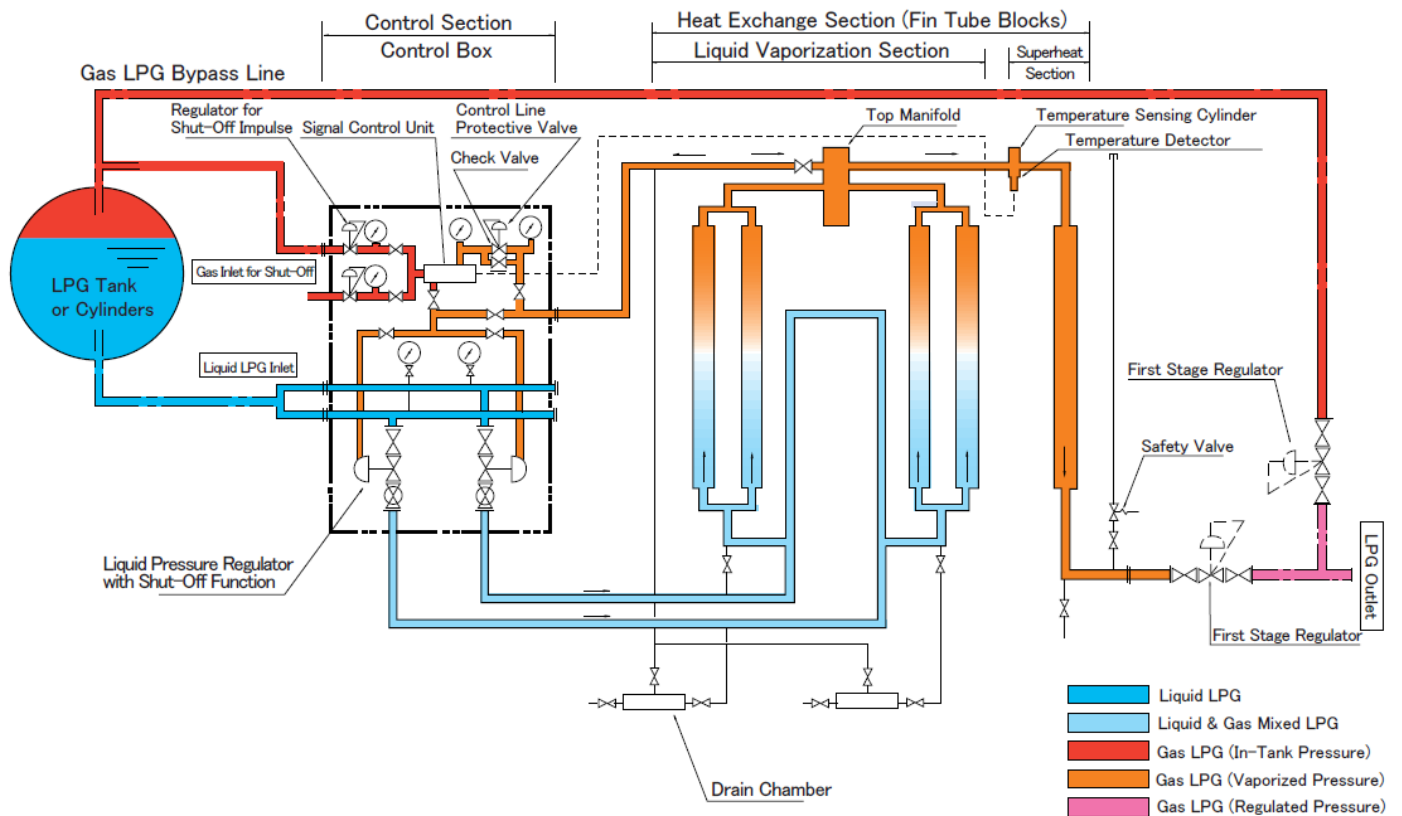 Control Section
Control Box
Heat Exchange Section (Fin Tube Blocks)
Liquid Vaporization Section
Superheat
Section
Gas LPG Bypass Line
Regulator for
Shut-Off Impulse
Signal Control Unit
Control Line
Protective Valve
Check Valve
Top Manifold
Temperature Sensing Cylinder
Temperature Detector
Gas Inlet for Shut-Off
LPG Tank
or Cylinders
Liquid LPG Inlet
First Stage Regulator
Safety Valve
Liquid Pressure Regulator
with Shut-Off Function
LPG Outlet
First Stage Regulator
Drain Chamber
Liquid LPG
Liquid & Gas Mixed LPG
Gas LPG (In-Tank Pressure)
Gas LPG (Vaporized Pressure)
Gas LPG (Regulated Pressure)